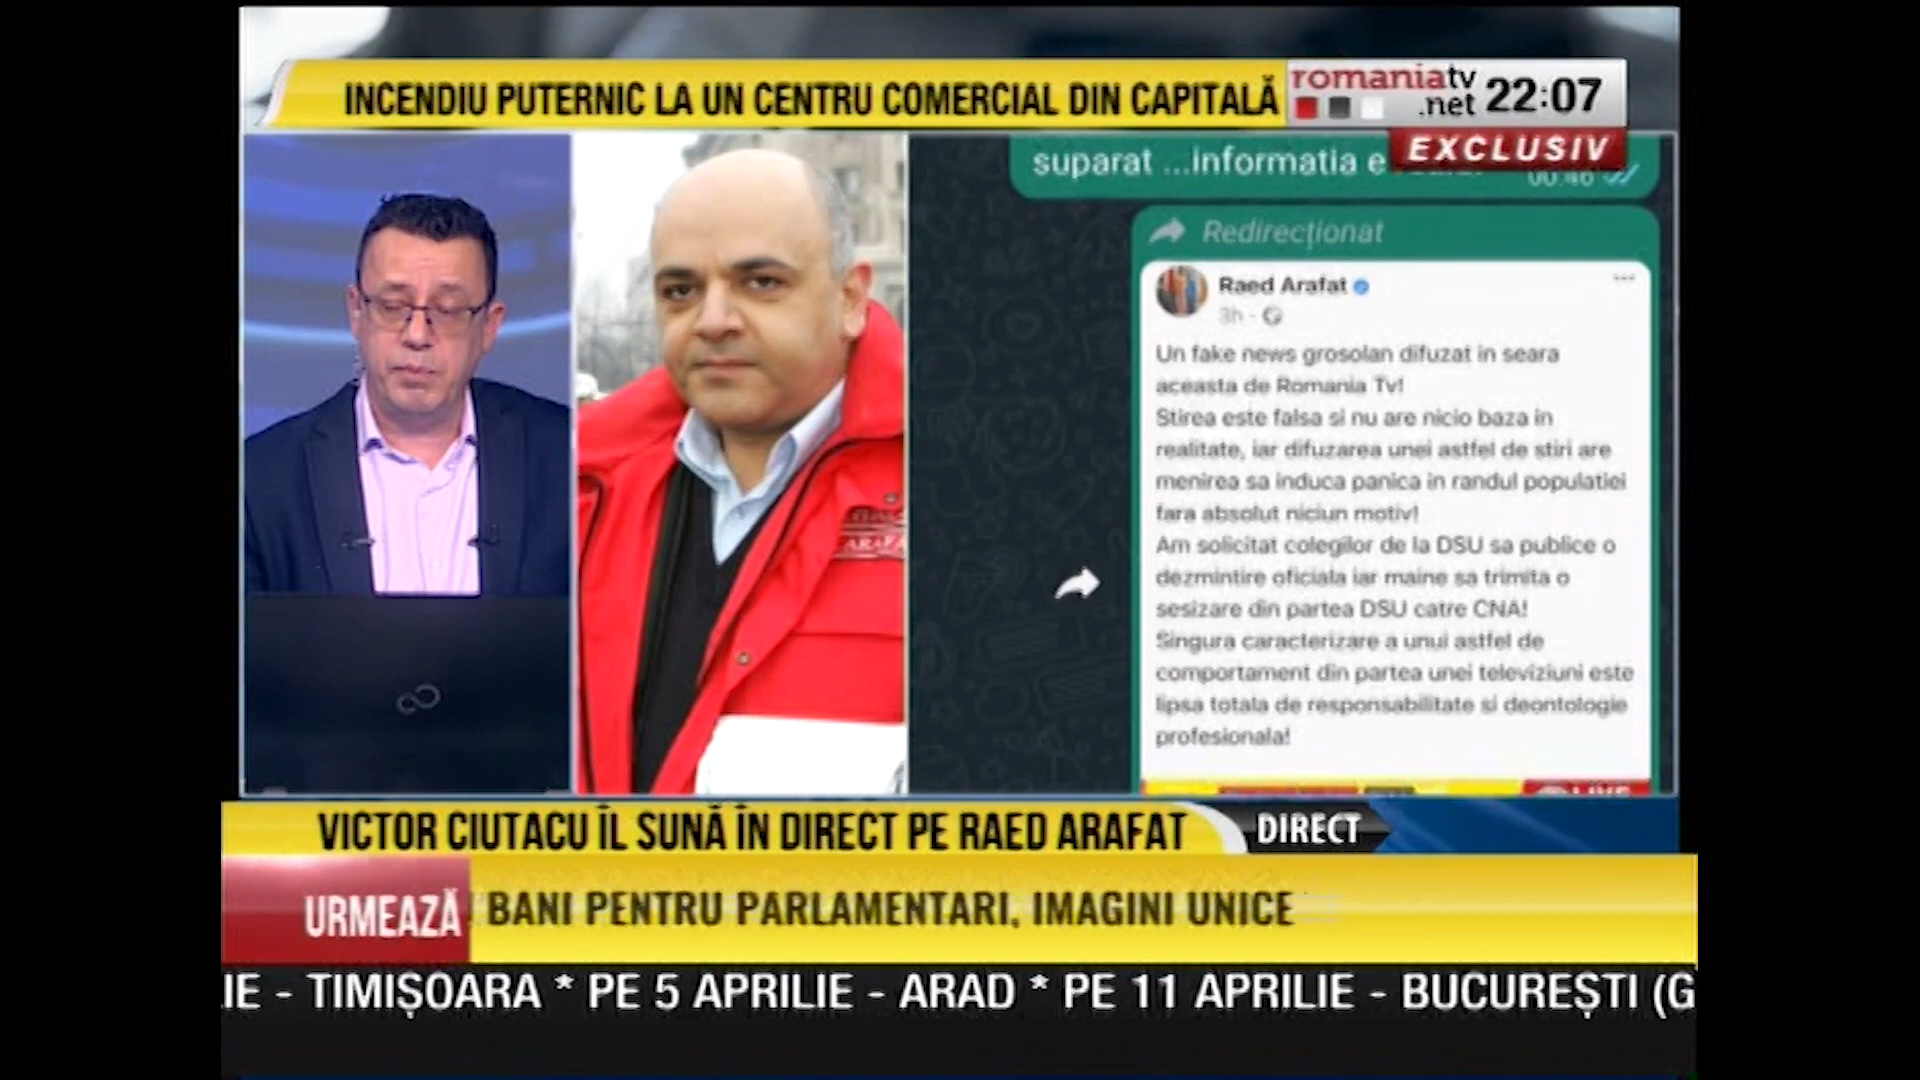 INCENDIU PUTERNIC LA UN CENTRU COMERCIAL DIN CAPITALĂ
romaniatv
.net
22:07
EXCLUSIV
suparat ...informatia e
00:46
Redirecționat
Raed Arafat
3h
Un fake news grosolan difuzat in seara
aceasta de Romania Tv!
Stirea este falsa si nu are nicio baza in
realitate, iar difuzarea unei astfel de stiri are
menirea sa induca panica in randul populatiei
fara absolut niciun motiv!
Am solicitat colegilor de la DSU sa publice o
dezmintire oficiala iar maine sa trimita o
sesizare din partea DSU catre CNA!
Singura caracterizare a unui astfel de
comportament din partea unei televiziuni este
lipsa totala de responsabilitate si deontologie
profesionala!
VICTOR CIUTACU ÎL SUNĂ ÎN DIRECT PE RAED ARAFAT
DIRECT
URMEAZĂ
BANI PENTRU PARLAMENTARI, IMAGINI UNICE
IE - TIMIȘOARA * PE 5 APRILIE - ARAD * PE 11 APRILIE - BUCUREȘTI (G